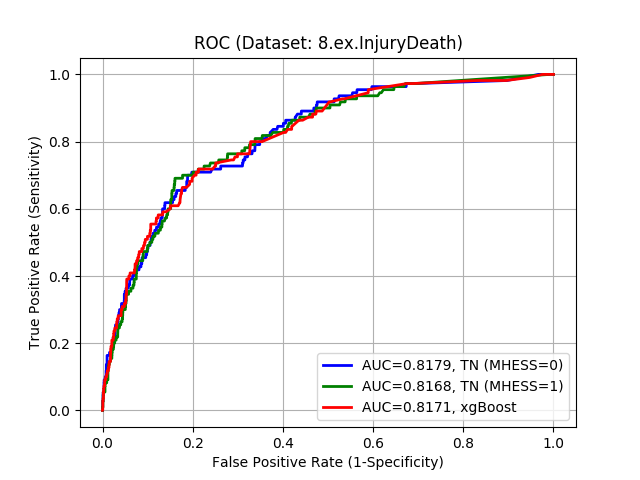 ROC (Dataset: 8.ex.InjuryDeath)
1.0
0.8
0.6
0.4
0.2
0.0
True Positive Rate (Sensitivity)
AUC=0.8179, TN (MHESS=0)
AUC=0.8168, TN (MHESS=1)
AUC=0.8171, xgBoost
0.0 0.2 0.4 0.6 0.8 1.0
False Positive Rate (1-Specificity)